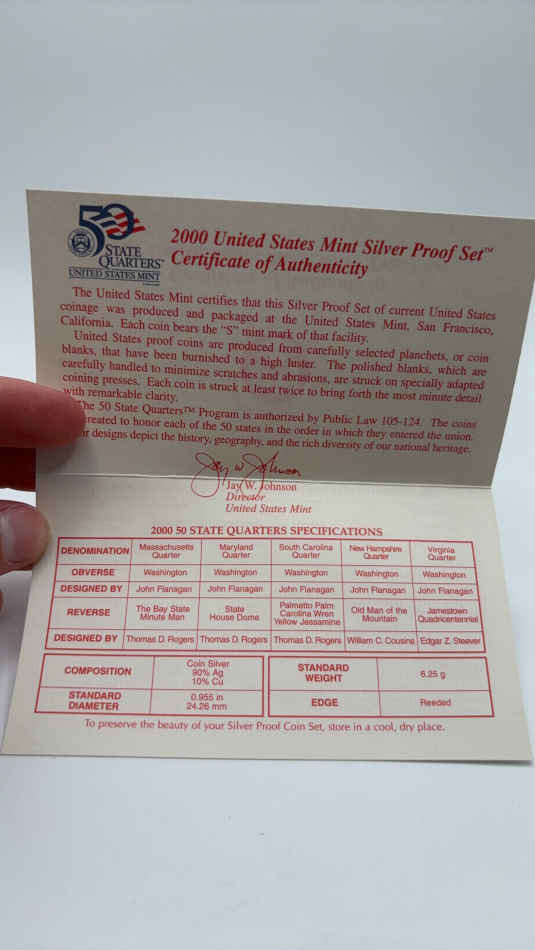 50
STATE
QUARTERS™
UNITED STATES MINT
2000 United States Mint Silver Proof Set™
Certificate of Authenticity
The United States Mint certifies that this Silver Proof Set of current United States
coinage was produced and packaged at the United States Mint, San Francisco,
California. Each coin bears the “S” mint mark of that facility.
United States proof coins are produced from carefully selected planchets, or coin
blanks, that have been burnished to a high luster. The polished blanks, which are
carefully handled to minimize scratches and abrasions, are struck on specially adapted
coining presses. Each coin is struck at least twice to bring forth the most minute detail
with remarkable clarity.
The 50 State Quarters™ Program is authorized by Public Law 105-124. The coins
created to honor each of the 50 states in the order in which they entered the union.
designs depict the history, geography, and the rich diversity of our national heritage.
Jay W. Johnson
Jay W. Johnson
Director
United States Mint
2000 50 STATE QUARTERS SPECIFICATIONS
DENOMINATION Massachusetts Quarter Maryland Quarter South Carolina Quarter New Hampshire Quarter Virginia Quarter
OBVERSE Washington Washington Washington Washington Washington
DESIGNED BY John Flanagan John Flanagan John Flanagan John Flanagan John Flanagan
REVERSE The Bay State Minute Man State House Dome Palmetto Palm Carolina Wren Yellow Jessamine Old Man of the Mountain Jamestown Quadricentennial
DESIGNED BY Thomas D. Rogers Thomas D. Rogers Thomas D. Rogers William C. Cousins Edgar Z. Steever
COMPOSITION Coin Silver 90% Ag 10% Cu STANDARD WEIGHT 6.25 g
STANDARD DIAMETER 0.955 in 24.26 mm EDGE Reeded
To preserve the beauty of your Silver Proof Coin Set, store in a cool, dry place.